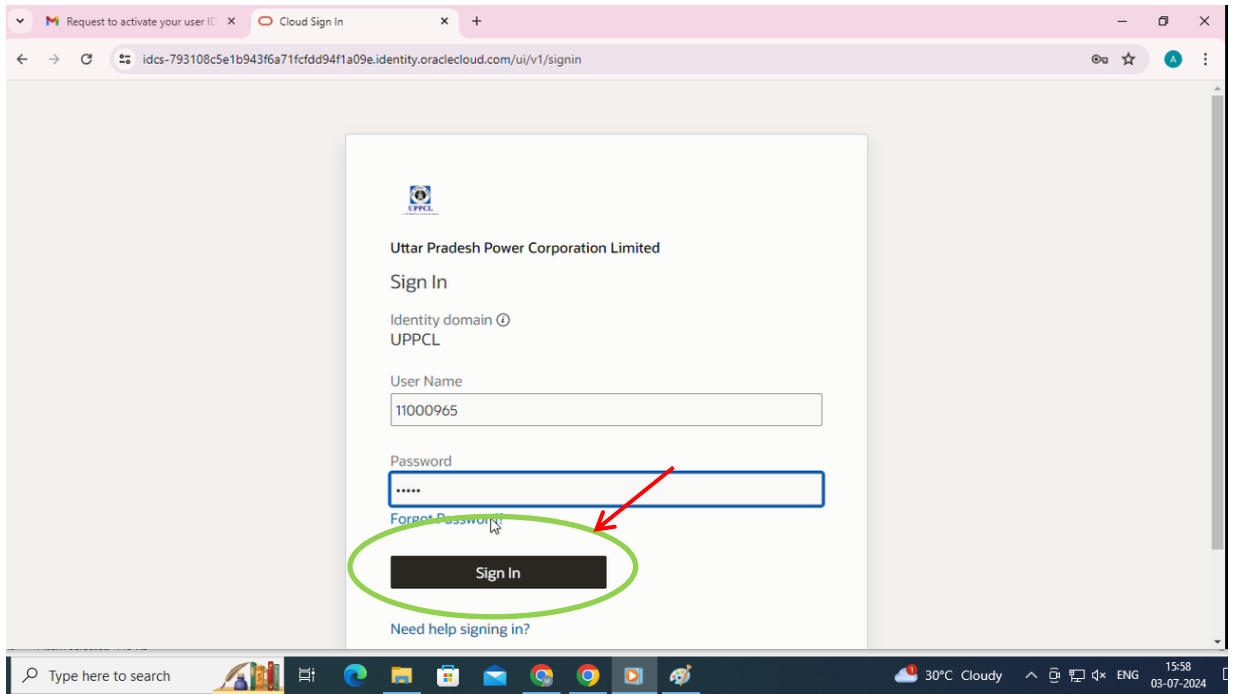 Request to activate your user ID
Cloud Sign In
idcs-793108c5e1b943f6a71fcfdd94f1a09e.identity.oraclecloud.com/ui/v1/signin
A
UPPCL
Uttar Pradesh Power Corporation Limited
Sign In
Identity domain
UPPCL
User Name
11000965
Password
•••••
Forgot Password?
Sign In
Need help signing in?
Type here to search
1
30°C Cloudy
ENG
15:58
03-07-2024